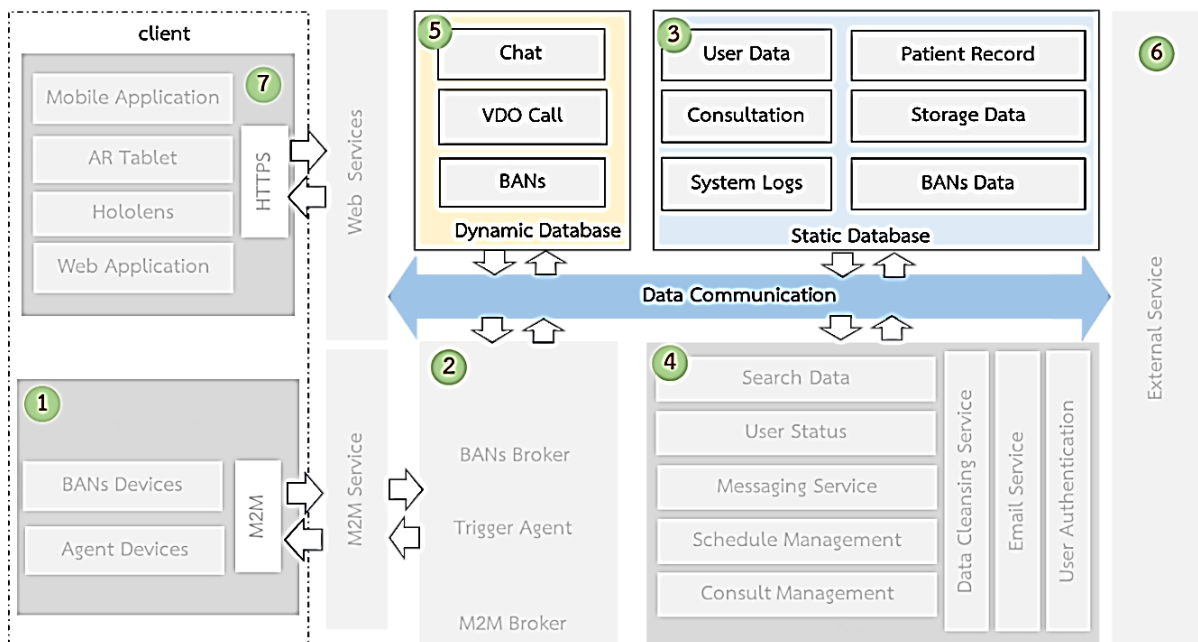 client
7
Mobile Application
AR Tablet
Hololens
Web Application
HTTPS
1
BANs Devices
Agent Devices
M2M
Web Services
M2M Service
5
Chat
VDO Call
BANs
Dynamic Database
3
User Data
Patient Record
Consultation
Storage Data
System Logs
BANs Data
Static Database
Data Communication
2
BANs Broker
Trigger Agent
M2M Broker
4
Search Data
User Status
Messaging Service
Schedule Management
Consult Management
Data Cleansing Service
Email Service
User Authentication
6
External Service